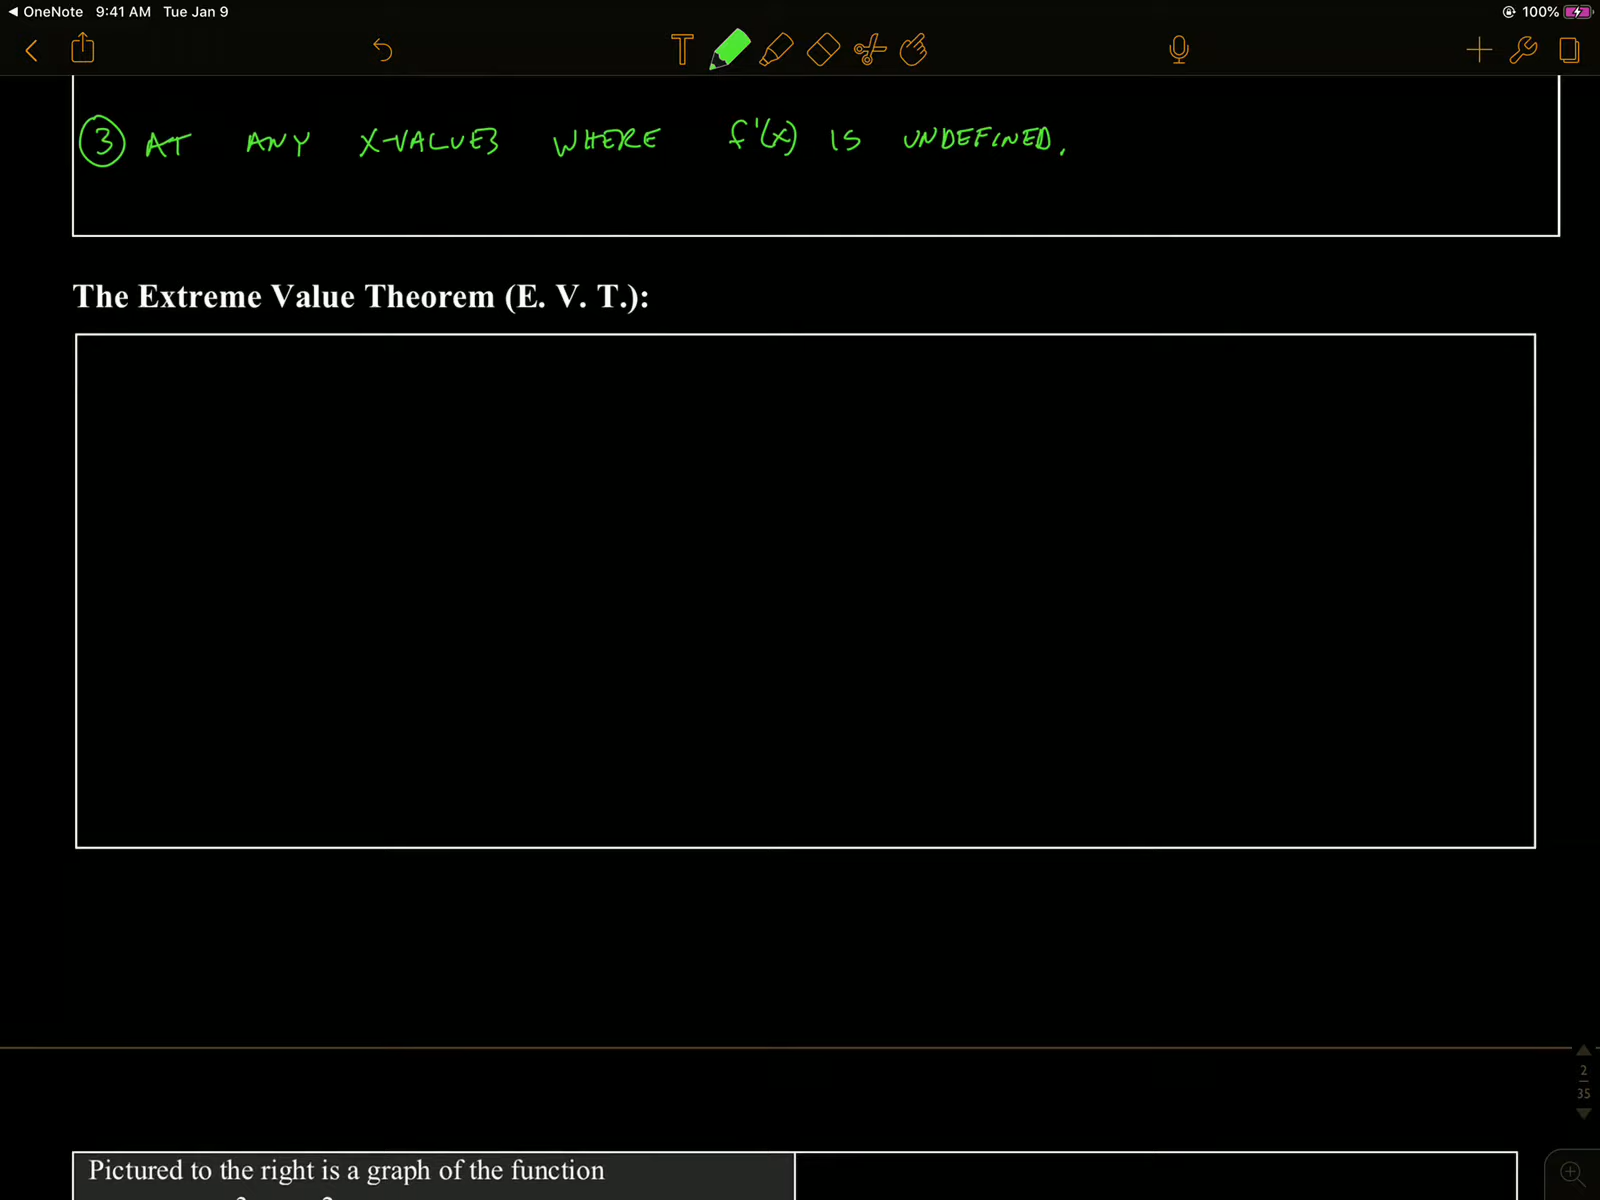 ◀ OneNote 9:41 AM Tue Jan 9 100%
T
③ AT ANY X-VALUES WHERE f'(x) IS UNDEFINED.
The Extreme Value Theorem (E. V. T.):
2
35
Pictured to the right is a graph of the function